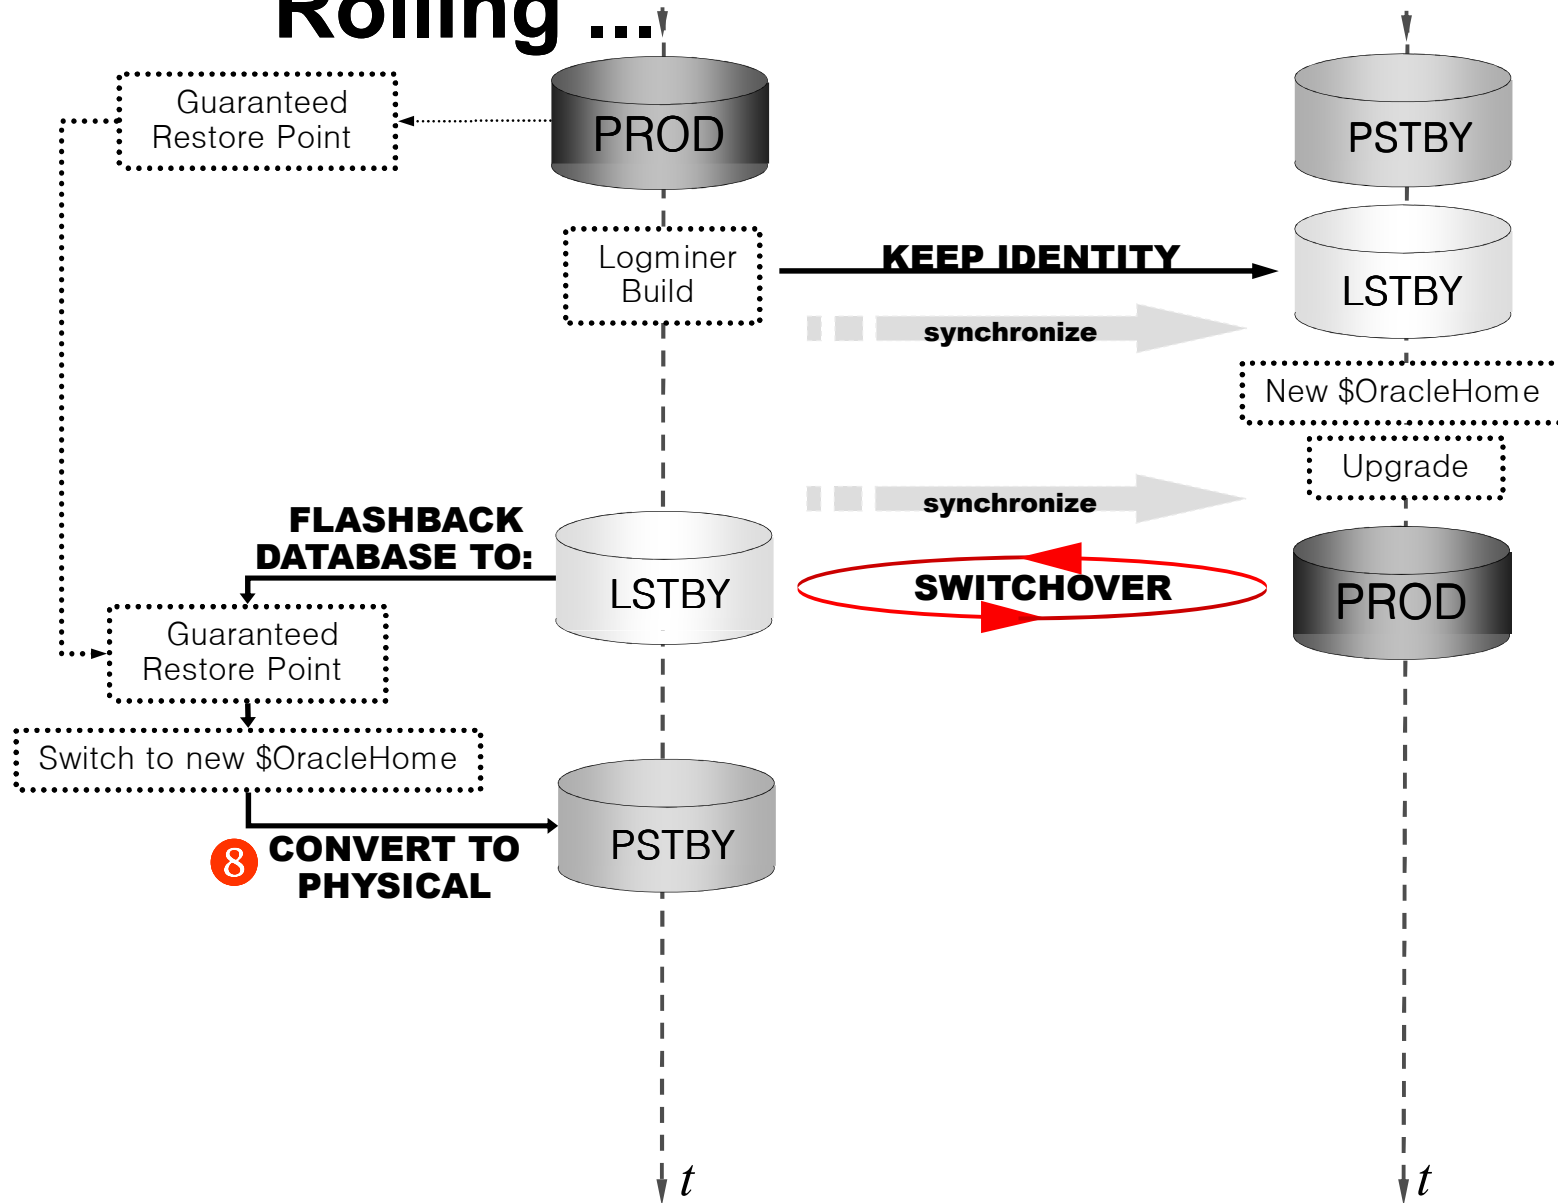 Rolling ...
Guaranteed
Restore Point
PROD
PSTBY
Logminer
Build
KEEP IDENTITY
LSTBY
synchronize
New $OracleHome
Upgrade
synchronize
FLASHBACK
DATABASE TO:
LSTBY
SWITCHOVER
PROD
Guaranteed
Restore Point
Switch to new $OracleHome
PSTBY
8 CONVERT TO
PHYSICAL
t
t